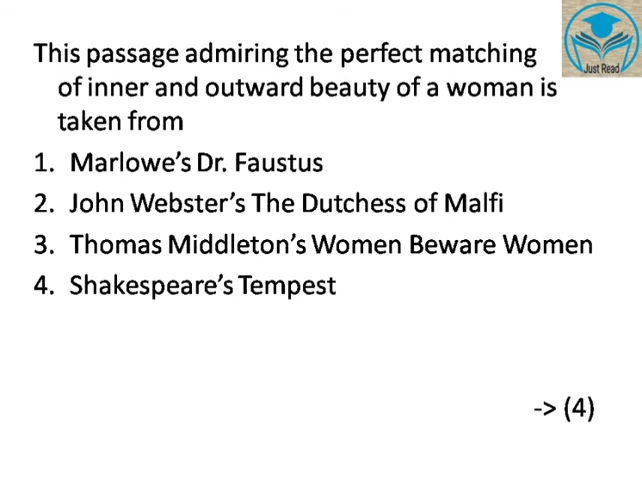 This passage admiring the perfect matching
of inner and outward beauty of a woman is
taken from
1. Marlowe's Dr. Faustus
2. John Webster's The Dutchess of Malfi
3. Thomas Middleton's Women Beware Women
4. Shakespeare's Tempest
-> (4)
Just Read